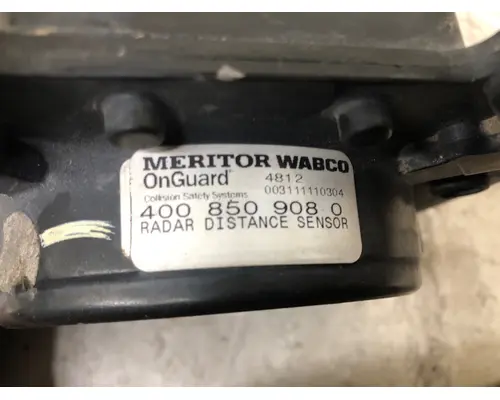 MERITOR WABCO
OnGuard 4812
Collision Safety Systems 003111110304
400 850 908 0
RADAR DISTANCE SENSOR